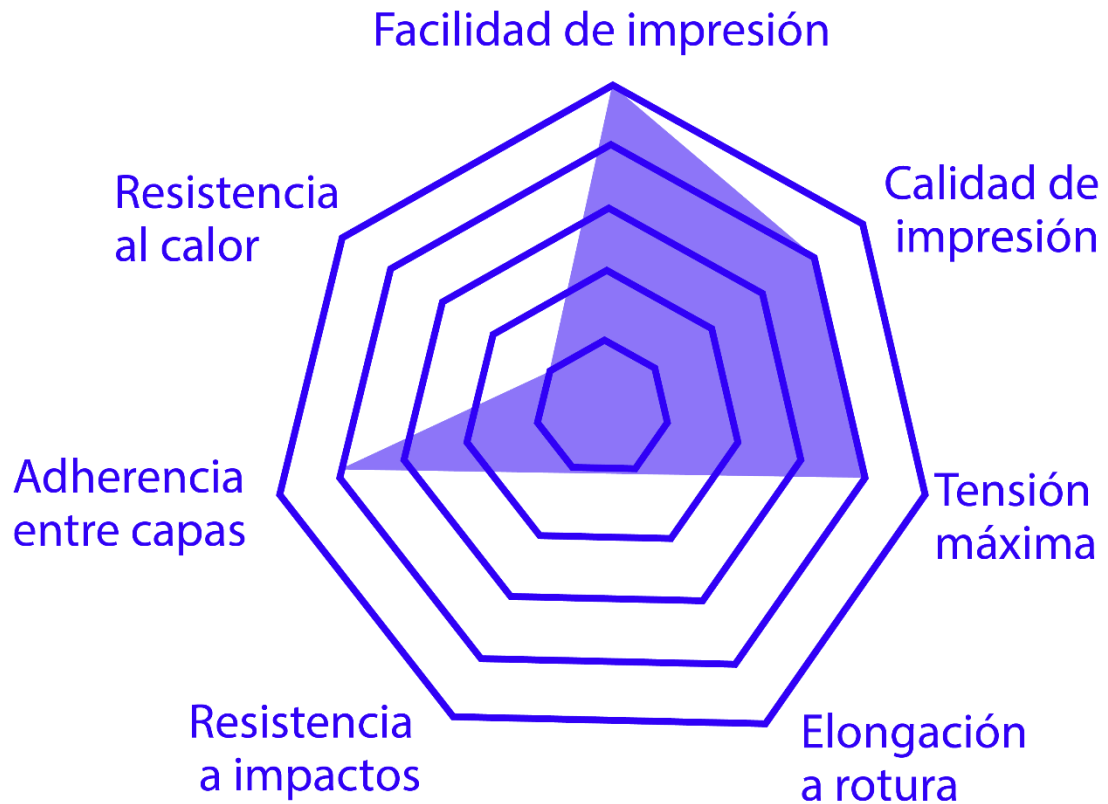 Facilidad de impresión
Resistencia
al calor
Calidad de
impresión
Adherencia
entre capas
Tensión
máxima
Resistencia
a impactos
Elongación
a rotura